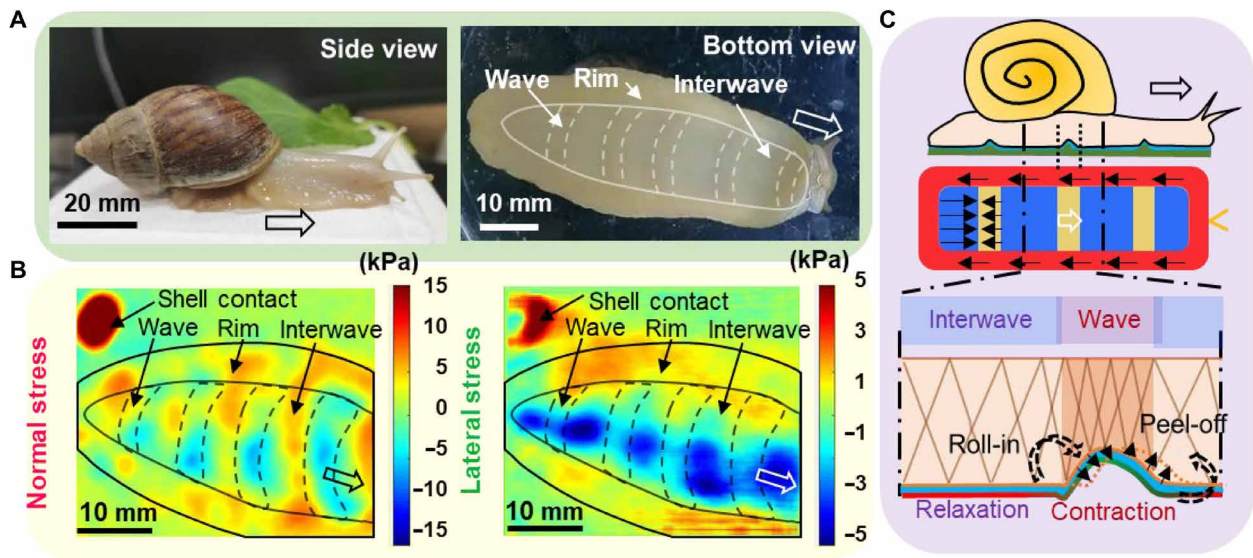 A
Side view
20 mm
Bottom view
Wave
Rim
Interwave
10 mm
B
Normal stress
(kPa)
Shell contact
Wave
Rim
Interwave
10 mm
15
10
5
0
–5
–10
–15
Lateral stress
(kPa)
Shell contact
Wave
Rim
Interwave
10 mm
5
3
1
–1
–3
–5
C
Interwave
Wave
Roll-in
Peel-off
Relaxation
Contraction